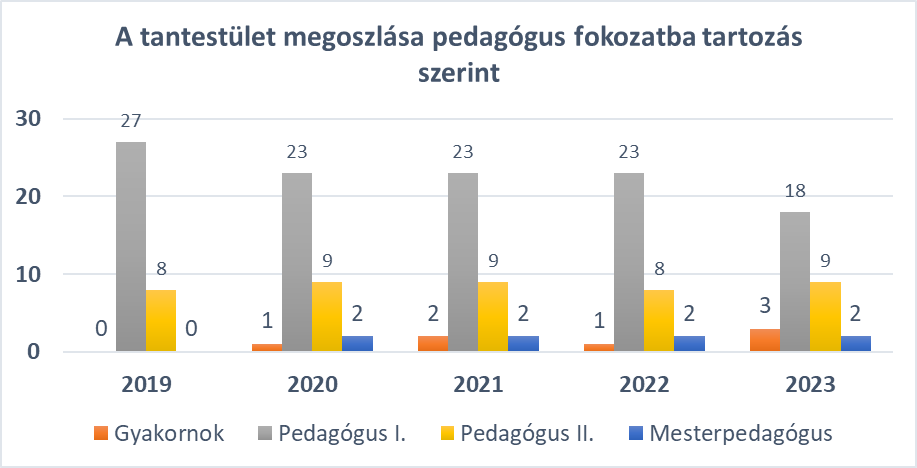 A tantestület megoszlása pedagógus fokozatba tartozás
szerint
30
20
10
0
0 27 8 0
1 23 9 2
2 23 9 2
1 23 8 2
3 18 9 2
2019 2020 2021 2022 2023
Gyakornok Pedagógus I. Pedagógus II. Mesterpedagógus